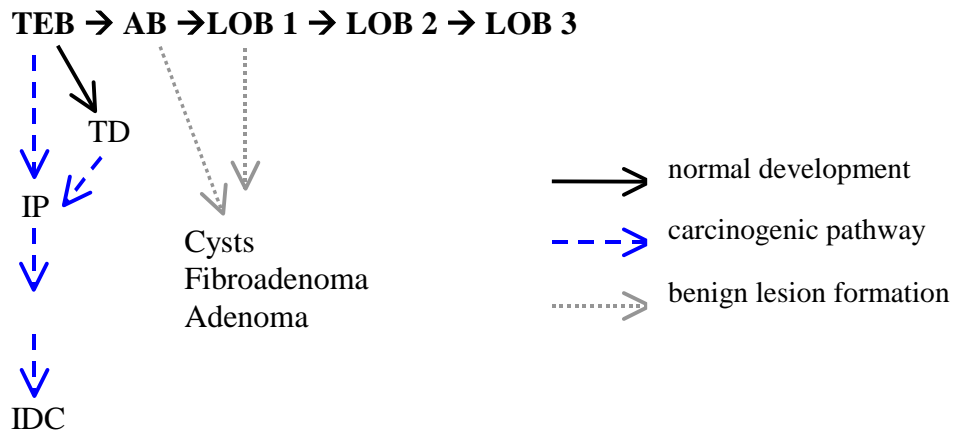 TEB → AB →LOB 1 → LOB 2 → LOB 3
TD
IP
Cysts
Fibroadenoma
Adenoma
IDC
normal development
carcinogenic pathway
benign lesion formation